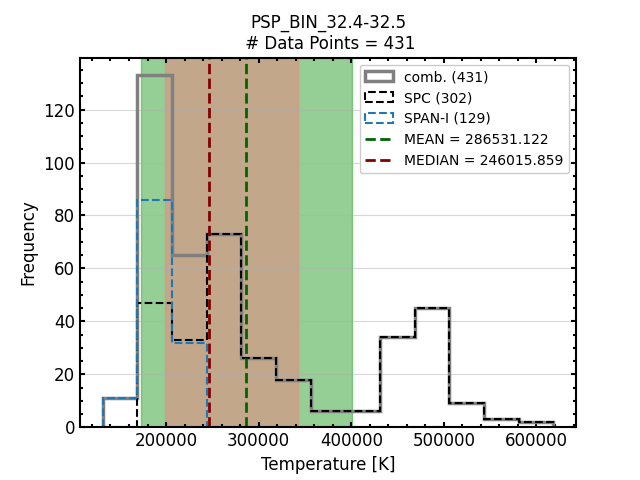 PSP_BIN_32.4-32.5
# Data Points = 431
comb. (431)
SPC (302)
SPAN-I (129)
MEAN = 286531.122
MEDIAN = 246015.859
Frequency
120
100
80
60
40
20
0
200000 300000 400000 500000 600000
Temperature [K]